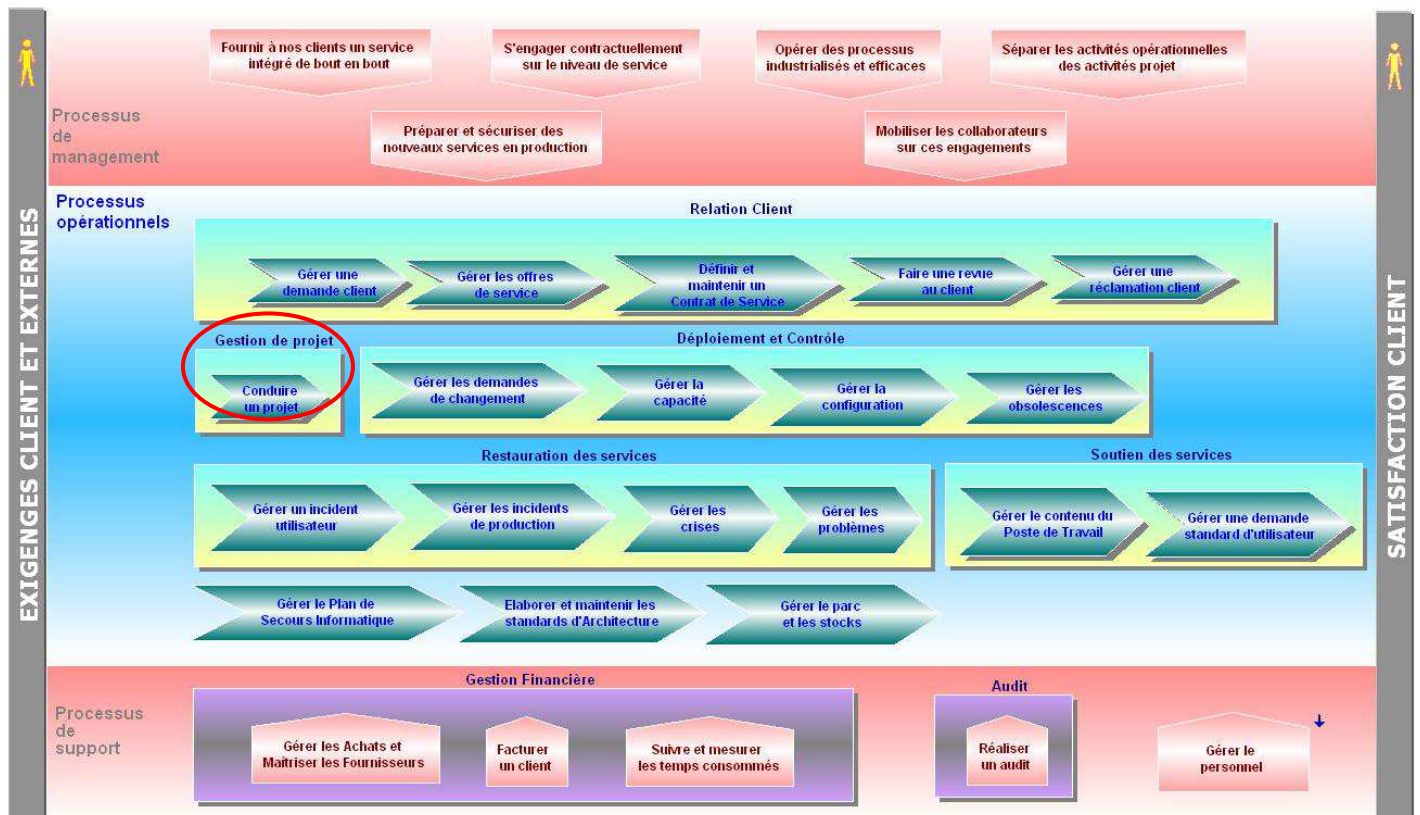 EXIGENGES CLIENT ET EXTERNES
SATISFACTION CLIENT
Processus
de
management
Fournir à nos clients un service
intégré de bout en bout
S'engager contractuellement
sur le niveau de service
Opérer des processus
industrialisés et efficaces
Séparer les activités opérationnelles
des activités projet
Préparer et sécuriser des
nouveaux services en production
Mobiliser les collaborateurs
sur ces engagements
Processus
opérationnels
Relation Client
Gérer une
demande client
Gérer les offres
de service
Définir et
maintenir un
Contrat de Service
Faire une revue
au client
Gérer une
réclamation client
Gestion de projet
Conduire
un projet
Déploiement et Contrôle
Gérer les demandes
de changement
Gérer la
capacité
Gérer la
configuration
Gérer les
obsolescences
Restauration des services
Gérer un incident
utilisateur
Gérer les incidents
de production
Gérer les
crises
Gérer les
problèmes
Soutien des services
Gérer le contenu du
Poste de Travail
Gérer une demande
standard d'utilisateur
Gérer le Plan de
Secours Informatique
Elaborer et maintenir les
standards d'Architecture
Gérer le parc
et les stocks
Processus
de
support
Gestion Financière
Gérer les Achats et
Maîtriser les Fournisseurs
Facturer
un client
Suivre et mesurer
les temps consommés
Audit
Réaliser
un audit
Gérer le
personnel